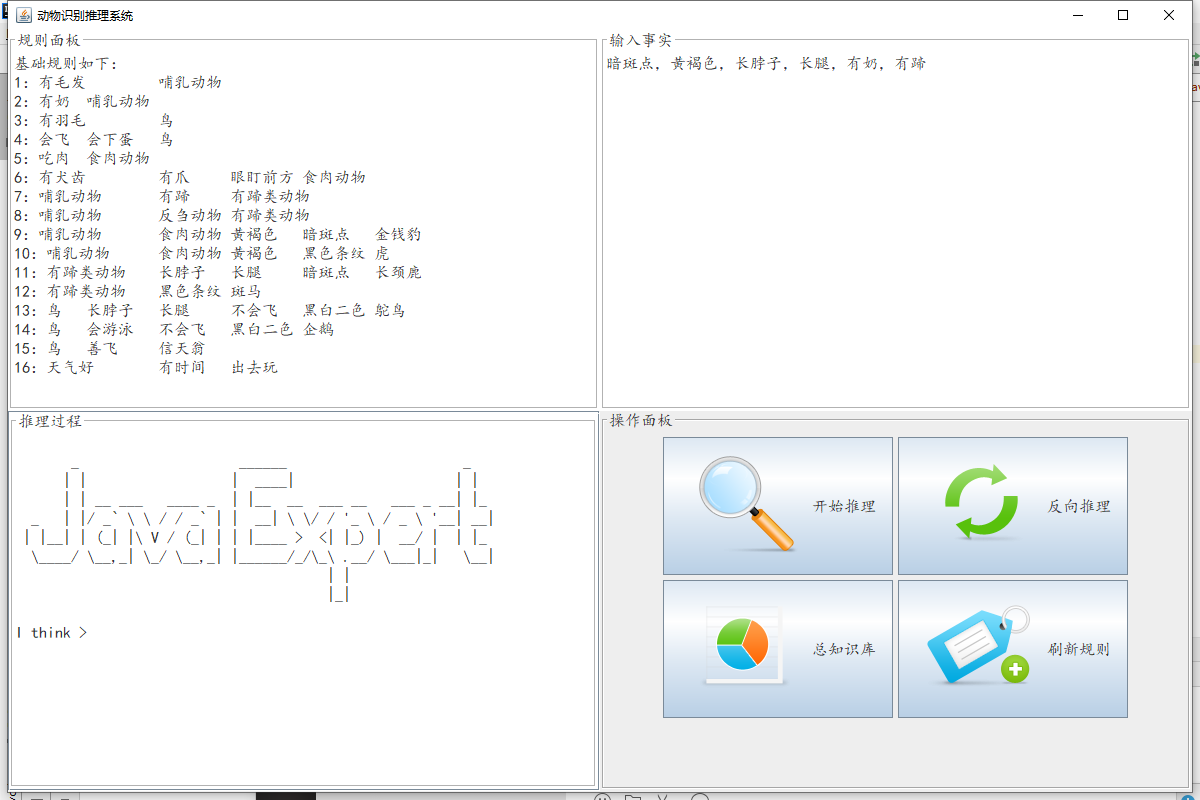 动物识别推理系统
规则面板
基础规则如下：
1: 有毛发 哺乳动物
2: 有奶 哺乳动物
3: 有羽毛 鸟
4: 会飞 会下蛋 鸟
5: 吃肉 食肉动物
6: 有犬齿 有爪 眼盯前方 食肉动物
7: 哺乳动物 有蹄 有蹄类动物
8: 哺乳动物 反刍动物 有蹄类动物
9: 哺乳动物 食肉动物 黄褐色 暗斑点 金钱豹
10: 哺乳动物 食肉动物 黄褐色 黑色条纹 虎
11: 有蹄类动物 长脖子 长腿 暗斑点 长颈鹿
12: 有蹄类动物 黑色条纹 斑马
13: 鸟 长脖子 长腿 不会飞 黑白二色 鸵鸟
14: 鸟 会游泳 不会飞 黑白二色 企鹅
15: 鸟 善飞 信天翁
16: 天气好 有时间 出去玩
输入事实
暗斑点，黄褐色，长脖子，长腿，有奶，有蹄
推理过程
Java Expert
I think >
操作面板
开始推理
反向推理
总知识库
刷新规则